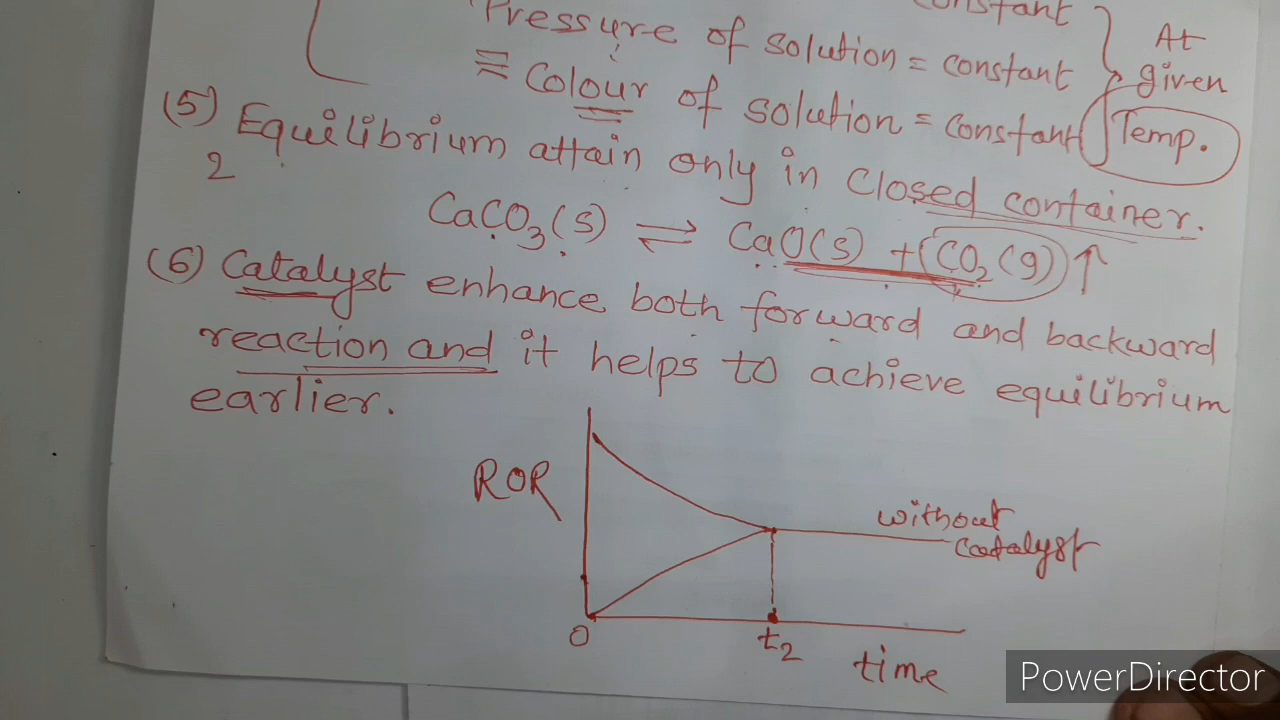 constant
Pressure of solution = constant
≡ Colour of solution = constant
At
given
Temp.
(5) Equilibrium attain only in closed container.
2
CaCO₃(s) ⇌ CaO(s) + CO₂(g)↑
(6) Catalyst enhance both forward and backward
reaction and it helps to achieve equilibrium
earlier.
ROR
without
catalyst
0
t₂
time
PowerDirector